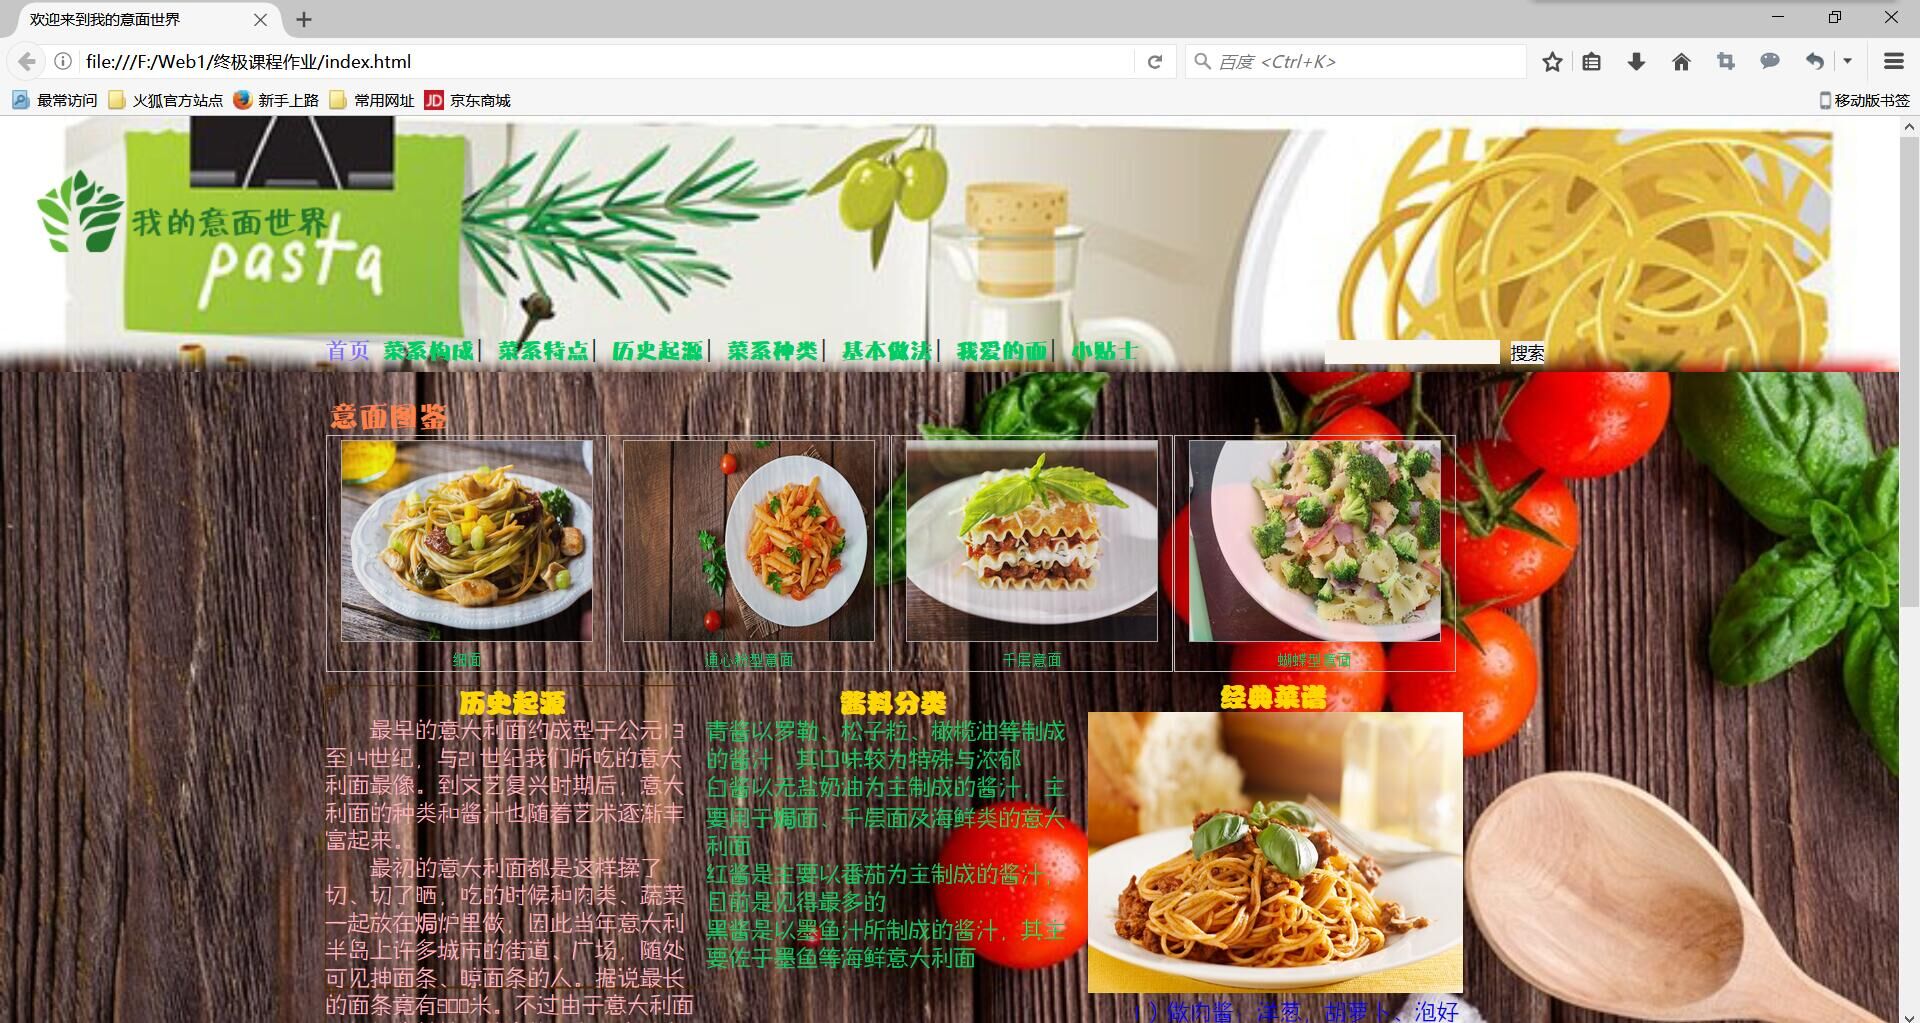 欢迎来到我的意面世界
file:///F:/Web1/终极课程作业/index.html
百度 <Ctrl+K>
最常访问 火狐官方站点 新手上路 常用网址 JD 京东商城 移动版书签
我的意面世界
pasta
首页 菜系构成| 菜系特点| 历史起源| 菜系种类| 基本做法| 我爱的面| 小贴士
搜索
意面图鉴
细面 通心粉型意面 千层意面 蝴蝶型意面
历史起源
最早的意大利面约成型于公元13
至14世纪，与21世纪我们所吃的意大
利面最像。到文艺复兴时期后，意大
利面的种类和酱汁也随着艺术逐渐丰
富起来。
最初的意大利面都是这样揉了
切、切了晒，吃的时候和肉类、蔬菜
一起放在焗炉里做，因此当年意大利
半岛上许多城市的街道、广场，随处
可见抻面条、晾面条的人。据说最长
的面条竟有800米。不过由于意大利面
酱料分类
青酱以罗勒、松子粒、橄榄油等制成
的酱汁，其口味较为特殊与浓郁
白酱以无盐奶油为主制成的酱汁，主
要用于焗面、千层面及海鲜类的意大
利面
红酱是主要以番茄为主制成的酱汁，
目前是见得最多的
黑酱是以墨鱼汁所制成的酱汁，其主
要佐于墨鱼等海鲜意大利面
经典菜谱
1）做肉酱：洋葱，胡萝卜、泡好